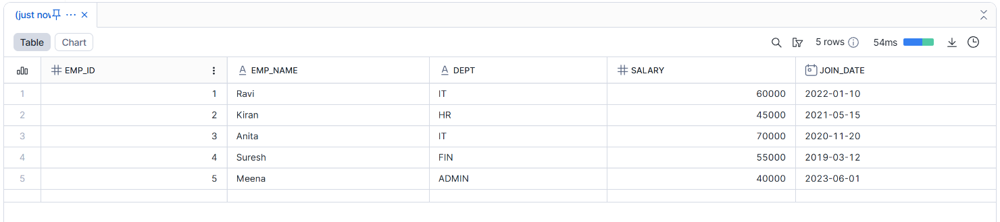 (just nov ... ×
Table Chart 5 rows 54ms
EMP_ID EMP_NAME DEPT SALARY JOIN_DATE
1 1 Ravi IT 60000 2022-01-10
2 2 Kiran HR 45000 2021-05-15
3 3 Anita IT 70000 2020-11-20
4 4 Suresh FIN 55000 2019-03-12
5 5 Meena ADMIN 40000 2023-06-01